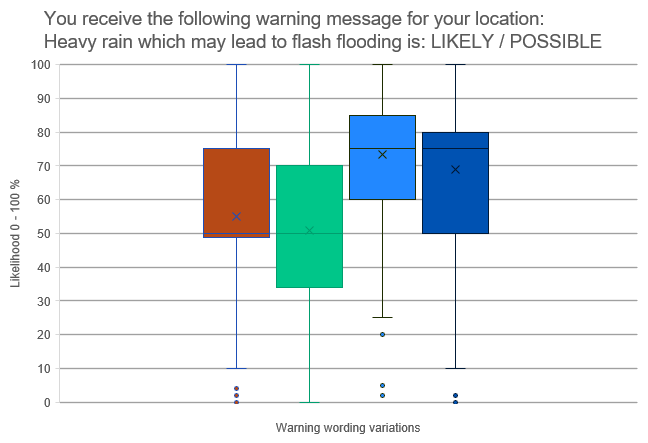 You receive the following warning message for your location:
Heavy rain which may lead to flash flooding is: LIKELY / POSSIBLE
100
90
80
70
60
50
40
30
20
10
0
Likelihood 0 - 100 %
Warning wording variations